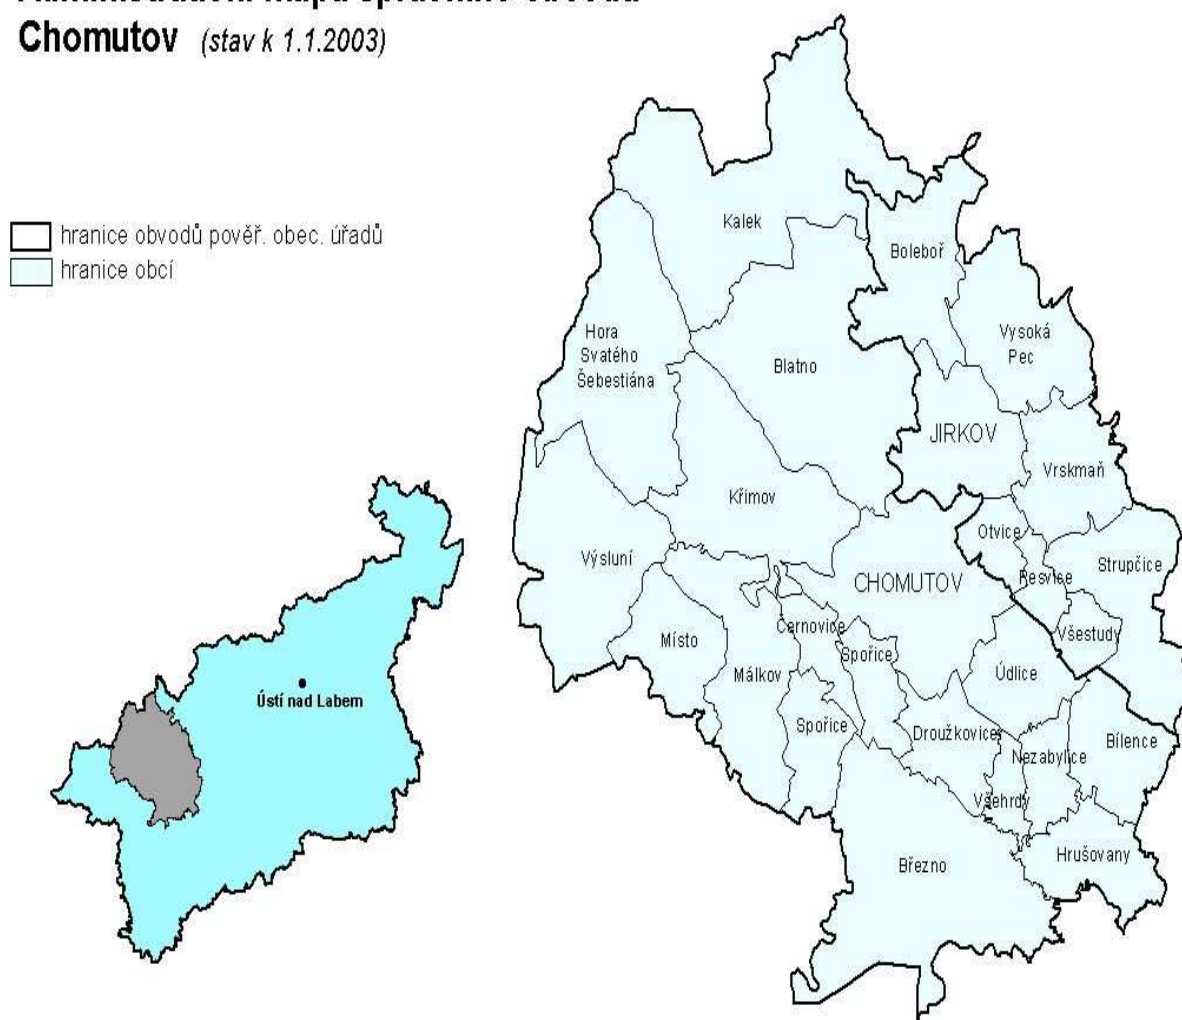 Chomutov (stav k 1.1.2003)
hranice obvodů pověř. obec. úřadů
hranice obcí
Ústí nad Labem
Kalek
Boleboř
Hora
Svatého
Šebestiána
Blatno
Vysoká
Pec
JIRKOV
Vrskmaň
Křimov
Otvice
Výsluní
CHOMUTOV
Pesvice
Strupčice
Místo
Černovice
Spořice
Všestudy
Málkov
Údlice
Spořice
Droužkovice
Nezabylice
Bílence
Všehrdy
Březno
Hrušovany